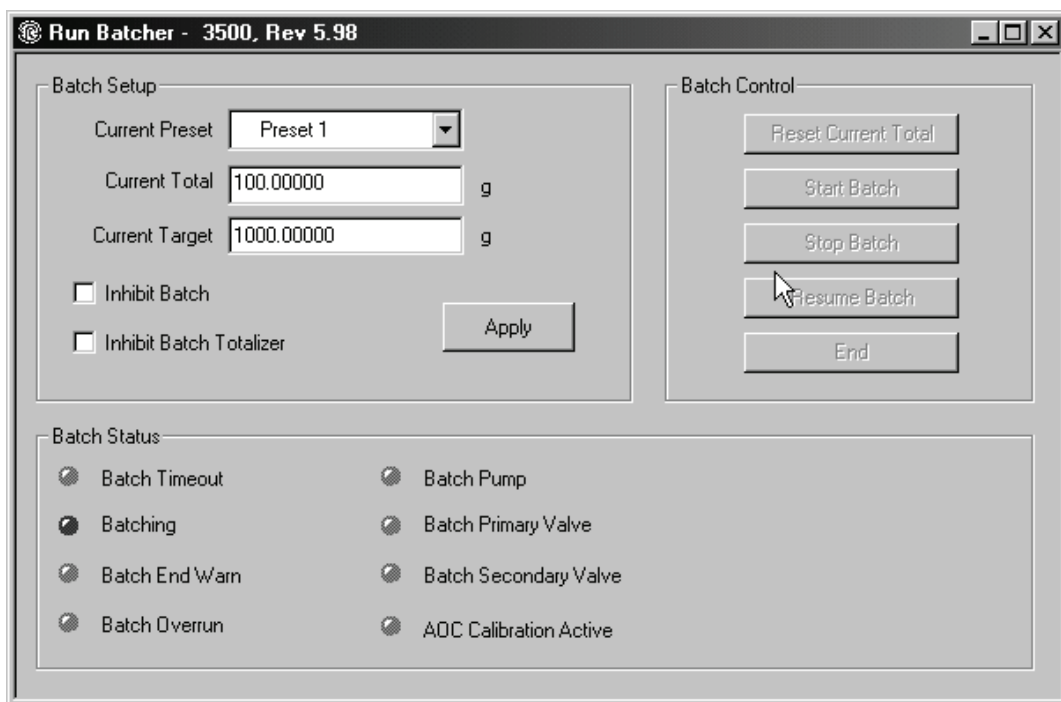 Run Batcher - 3500, Rev 5.98
Batch Setup
Current Preset Preset 1
Current Total 100.00000 g
Current Target 1000.00000 g
Inhibit Batch
Inhibit Batch Totalizer
Apply
Batch Control
Reset Current Total
Start Batch
Stop Batch
Resume Batch
End
Batch Status
Batch Timeout
Batching
Batch End Warn
Batch Overrun
Batch Pump
Batch Primary Valve
Batch Secondary Valve
AOC Calibration Active